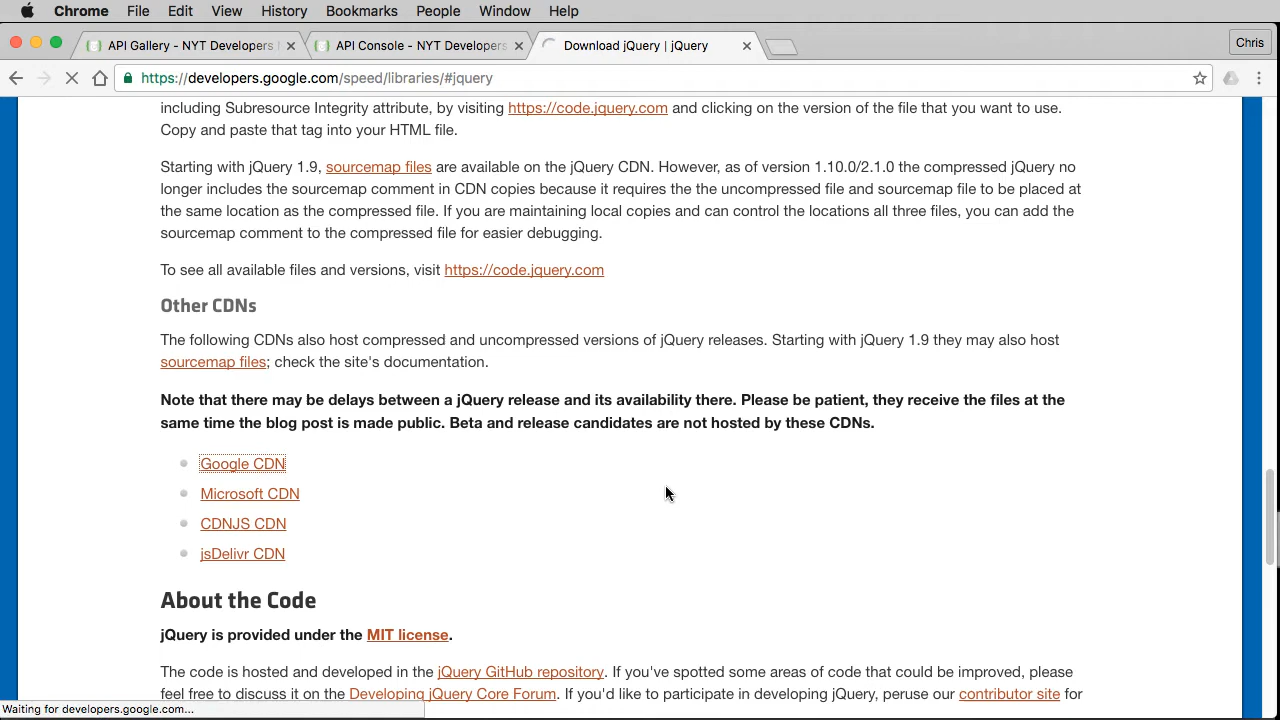 Chrome File Edit View History Bookmarks People Window Help
API Gallery - NYT Developers
API Console - NYT Developers
Download jQuery | jQuery
Chris
https://developers.google.com/speed/libraries/#jquery
including Subresource Integrity attribute, by visiting https://code.jquery.com and clicking on the version of the file that you want to use.
Copy and paste that tag into your HTML file.
Starting with jQuery 1.9, sourcemap files are available on the jQuery CDN. However, as of version 1.10.0/2.1.0 the compressed jQuery no
longer includes the sourcemap comment in CDN copies because it requires the the uncompressed file and sourcemap file to be placed at
the same location as the compressed file. If you are maintaining local copies and can control the locations all three files, you can add the
sourcemap comment to the compressed file for easier debugging.
To see all available files and versions, visit https://code.jquery.com
Other CDNs
The following CDNs also host compressed and uncompressed versions of jQuery releases. Starting with jQuery 1.9 they may also host
sourcemap files; check the site's documentation.
Note that there may be delays between a jQuery release and its availability there. Please be patient, they receive the files at the
same time the blog post is made public. Beta and release candidates are not hosted by these CDNs.
Google CDN
Microsoft CDN
CDNJS CDN
jsDelivr CDN
About the Code
jQuery is provided under the MIT license.
The code is hosted and developed in the jQuery GitHub repository. If you've spotted some areas of code that could be improved, please
feel free to discuss it on the Developing jQuery Core Forum. If you'd like to participate in developing jQuery, peruse our contributor site for
Waiting for developers.google.com...